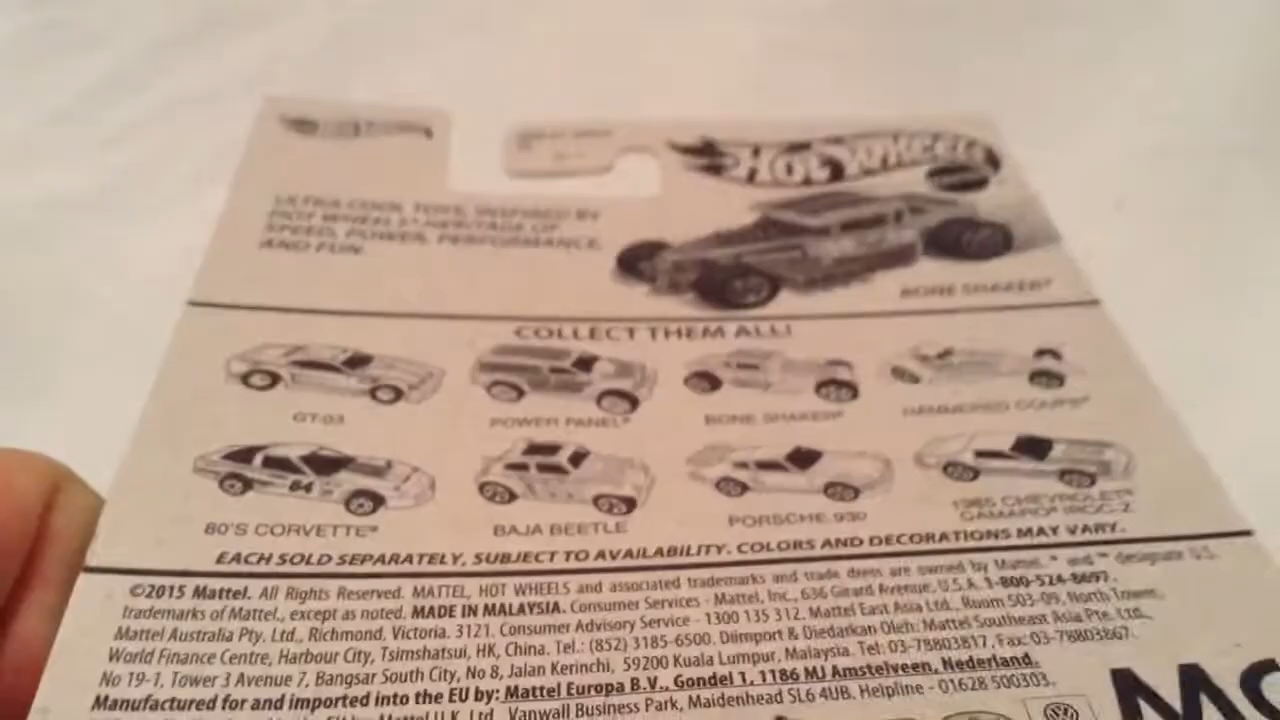 HOT WHEELS
ULTRA COOL TOYS, INSPIRED BY
HOT WHEELS® HERITAGE OF
SPEED, POWER, PERFORMANCE
AND FUN.
BONE SHAKER®
COLLECT THEM ALL!
GT-03
POWER PANEL®
BONE SHAKER®
HAMMERED COUPE®
64
80'S CORVETTE®
BAJA BEETLE
PORSCHE 930
1985 CHEVROLET®
CAMARO® IROC-Z
EACH SOLD SEPARATELY, SUBJECT TO AVAILABILITY. COLORS AND DECORATIONS MAY VARY.
©2015 Mattel. All Rights Reserved. MATTEL, HOT WHEELS and associated trademarks and trade dress are owned by Mattel. ® and ™ designate U.S.
trademarks of Mattel., except as noted. MADE IN MALAYSIA. Consumer Services - Mattel, Inc., 636 Girard Avenue, U.S.A. 1-800-524-8697.
Mattel Australia Pty. Ltd., Richmond, Victoria. 3121. Consumer Advisory Service - 1300 135 312. Mattel East Asia Ltd., Room 503-09, North Tower,
World Finance Centre, Harbour City, Tsimshatsui, HK, China. Tel.: (852) 3185-6500. Diimport & Diedarkan Oleh: Mattel Southeast Asia Pte. Ltd.,
No 19-1, Tower 3 Avenue 7, Bangsar South City, No 8, Jalan Kerinchi, 59200 Kuala Lumpur, Malaysia. Tel: 03-78803817, Fax: 03-78803867.
Manufactured for and imported into the EU by: Mattel Europa B.V., Gondel 1, 1186 MJ Amstelveen, Nederland.
Mattel U.K. Ltd., Vanwall Business Park, Maidenhead SL6 4UB. Helpline - 01628 500303.